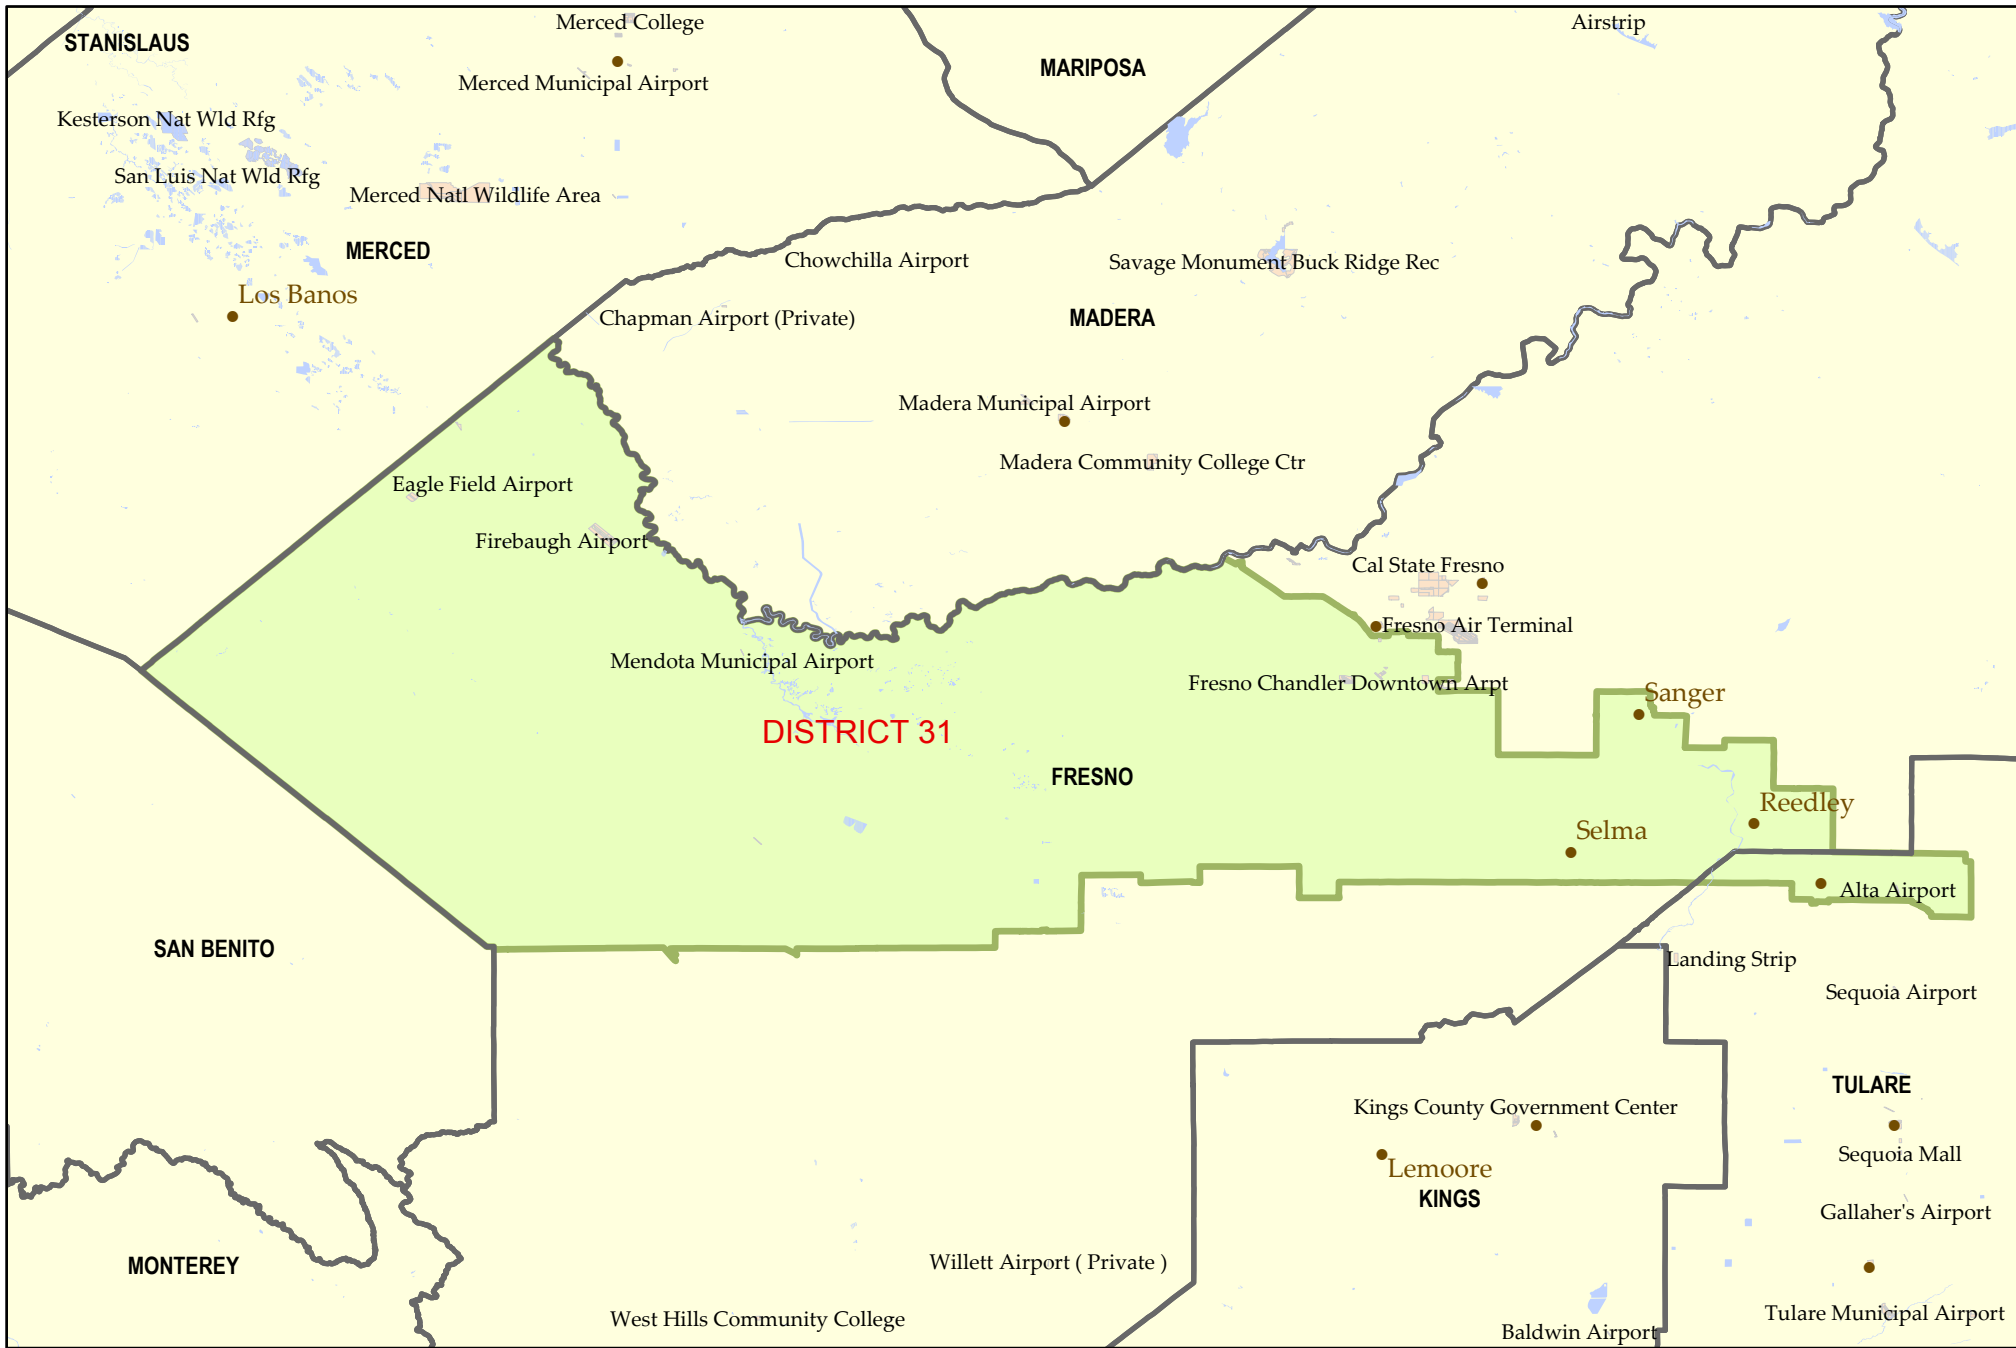 Merced College
Airstrip
STANISLAUS
MARIPOSA
Merced Municipal Airport
Kesterson Nat Wld Rfg
San Luis Nat Wld Rfg
Merced Natl Wildlife Area
MERCED
Chowchilla Airport
Savage Monument Buck Ridge Rec
Los Banos
Chapman Airport (Private)
MADERA
Madera Municipal Airport
Madera Community College Ctr
Eagle Field Airport
Firebaugh Airport
Cal State Fresno
Fresno Air Terminal
Mendota Municipal Airport
Fresno Chandler Downtown Arpt
Sanger
DISTRICT 31
FRESNO
Reedley
Selma
Alta Airport
SAN BENITO
Landing Strip
Sequoia Airport
TULARE
Kings County Government Center
Sequoia Mall
Lemoore
KINGS
Gallaher's Airport
MONTEREY
Willett Airport ( Private )
West Hills Community College
Tulare Municipal Airport
Baldwin Airport